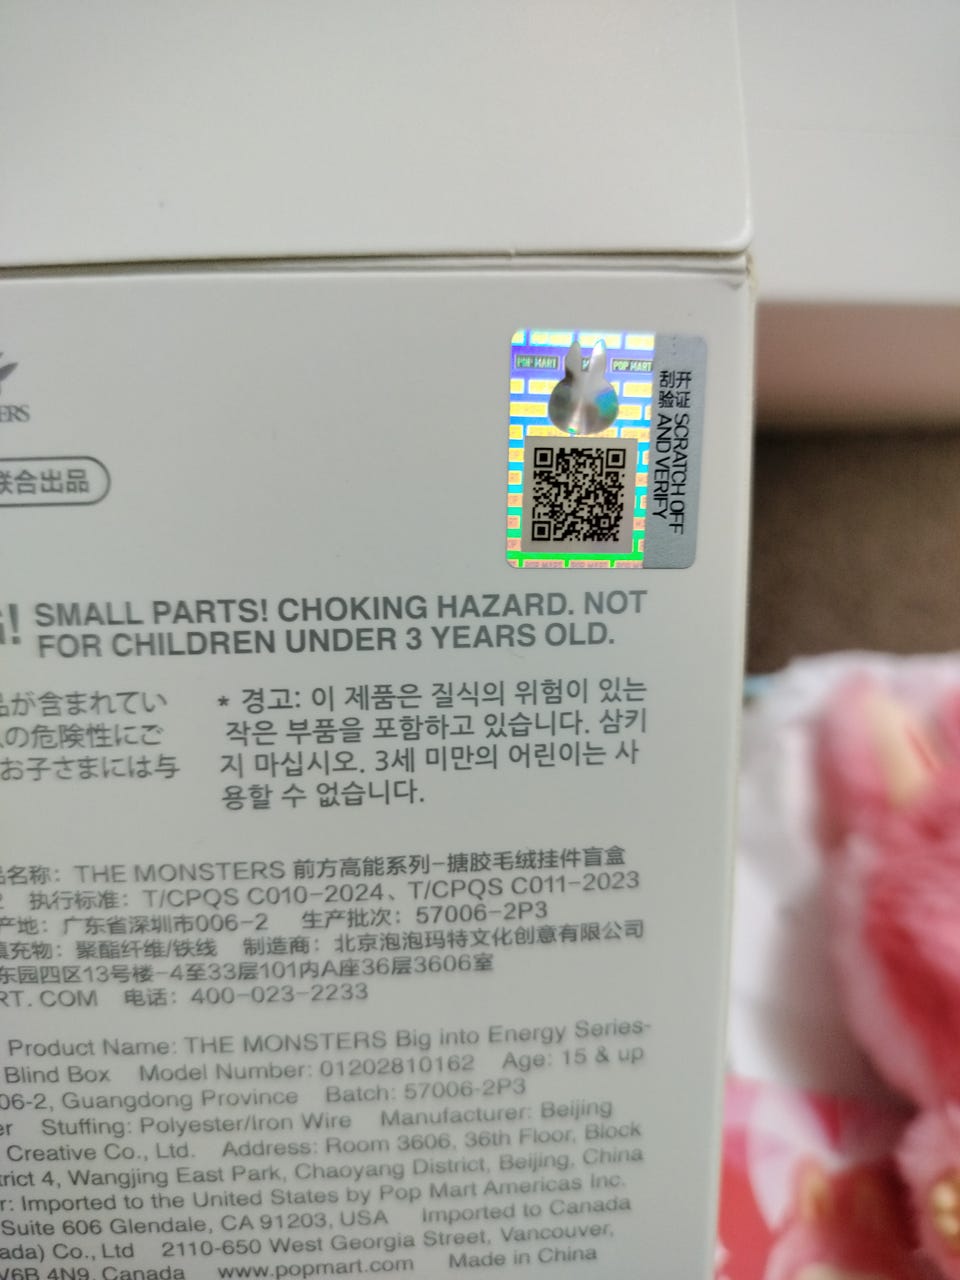 POP MART
POP MART
刮开
验证
SCRATCH OFF
AND VERIFY
ERS
联合出品
! SMALL PARTS! CHOKING HAZARD. NOT
FOR CHILDREN UNDER 3 YEARS OLD.
品が含まれてい
の危険性にご
お子さまには与
* 경고: 이 제품은 질식의 위험이 있는
작은 부품을 포함하고 있습니다. 삼키
지 마십시오. 3세 미만의 어린이는 사
용할 수 없습니다.
品名称: THE MONSTERS 前方高能系列-搪胶毛绒挂件盲盒
执行标准: T/CPQS C010-2024、T/CPQS C011-2023
产地: 广东省深圳市006-2 生产批次: 57006-2P3
填充物: 聚酯纤维/铁线 制造商: 北京泡泡玛特文化创意有限公司
东园四区13号楼-4至33层101内A座36层3606室
RT.COM 电话: 400-023-2233
Product Name: THE MONSTERS Big into Energy Series-
Blind Box Model Number: 01202810162 Age: 15 & up
06-2, Guangdong Province Batch: 57006-2P3
er Stuffing: Polyester/Iron Wire Manufacturer: Beijing
Creative Co., Ltd. Address: Room 3606, 36th Floor, Block
trict 4, Wangjing East Park, Chaoyang District, Beijing, China
r: Imported to the United States by Pop Mart Americas Inc.
Suite 606 Glendale, CA 91203, USA Imported to Canada
ada) Co., Ltd 2110-650 West Georgia Street, Vancouver,
V6B 4N9, Canada www.popmart.com Made in China